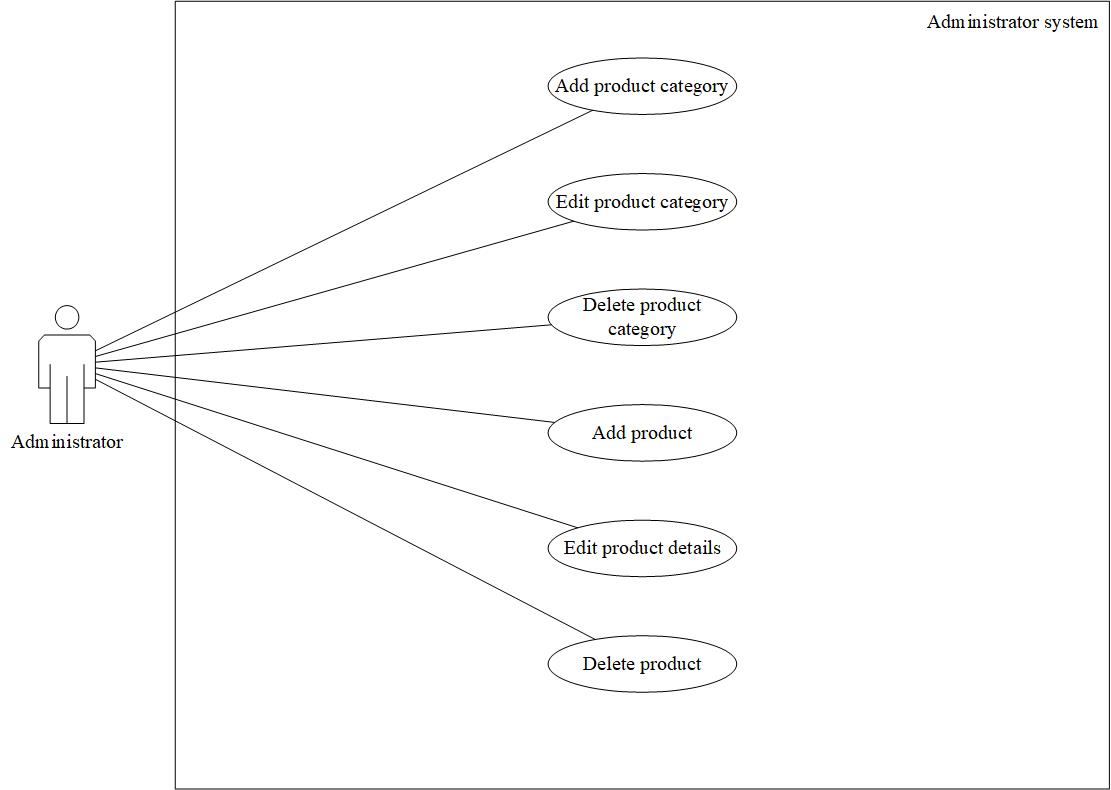 Administrator system
Add product category
Edit product category
Delete product
category
Administrator
Add product
Edit product details
Delete product